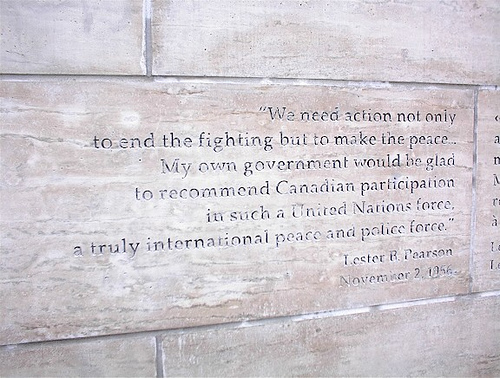 "We need action not only
to end the fighting but to make the peace...
My own government would be glad
to recommend Canadian participation
in such a United Nations force,
a truly international peace and police force."
Lester B. Pearson
November 2, 1956